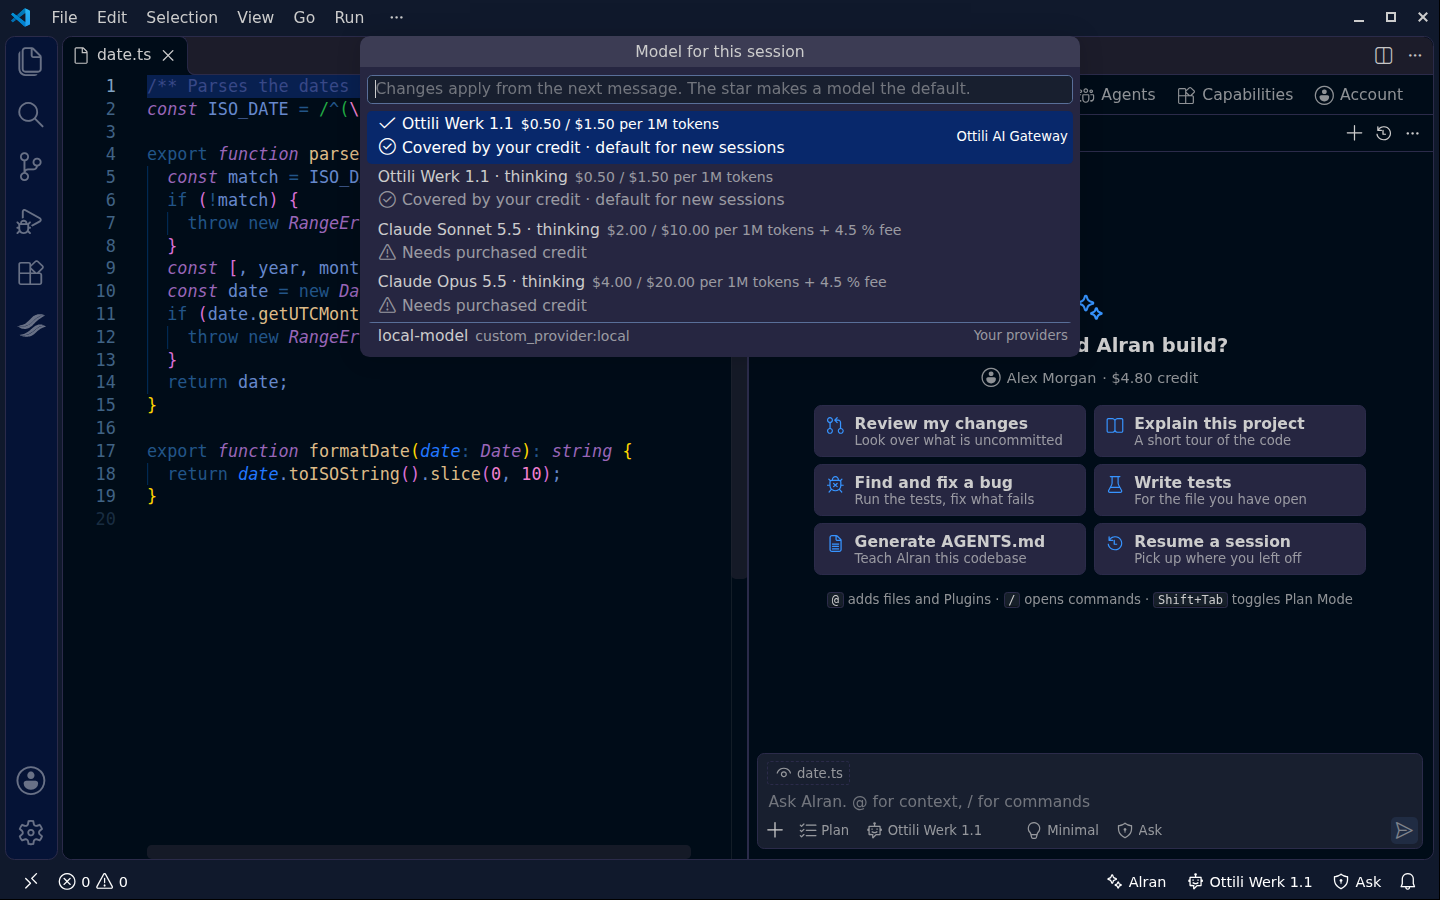 File Edit Selection View Go Run ···
Model for this session
date.ts
Changes apply from the next message. The star makes a model the default.
Ottili Werk 1.1 $0.50 / $1.50 per 1M tokens
Ottili AI Gateway
Covered by your credit · default for new sessions
Ottili Werk 1.1 · thinking $0.50 / $1.50 per 1M tokens
Covered by your credit · default for new sessions
Claude Sonnet 5.5 · thinking $2.00 / $10.00 per 1M tokens + 4.5 % fee
Needs purchased credit
Claude Opus 5.5 · thinking $4.00 / $20.00 per 1M tokens + 4.5 % fee
Needs purchased credit
local-model custom_provider:local Your providers
1 /** Parses the dates
2 const ISO_DATE = /^(\
3
4 export function parse
5 const match = ISO_D
6 if (!match) {
7 throw new RangeEr
8 }
9 const [, year, mont
10 const date = new Da
11 if (date.getUTCMont
12 throw new RangeEr
13 }
14 return date;
15 }
16
17 export function formatDate(date: Date): string {
18 return date.toISOString().slice(0, 10);
19 }
20
Agents Capabilities Account
d Alran build?
Alex Morgan · $4.80 credit
Review my changes
Look over what is uncommitted
Explain this project
A short tour of the code
Find and fix a bug
Run the tests, fix what fails
Write tests
For the file you have open
Generate AGENTS.md
Teach Alran this codebase
Resume a session
Pick up where you left off
@ adds files and Plugins · / opens commands · Shift+Tab toggles Plan Mode
date.ts
Ask Alran. @ for context, / for commands
Plan Ottili Werk 1.1 Minimal Ask
0 0 Alran Ottili Werk 1.1 Ask